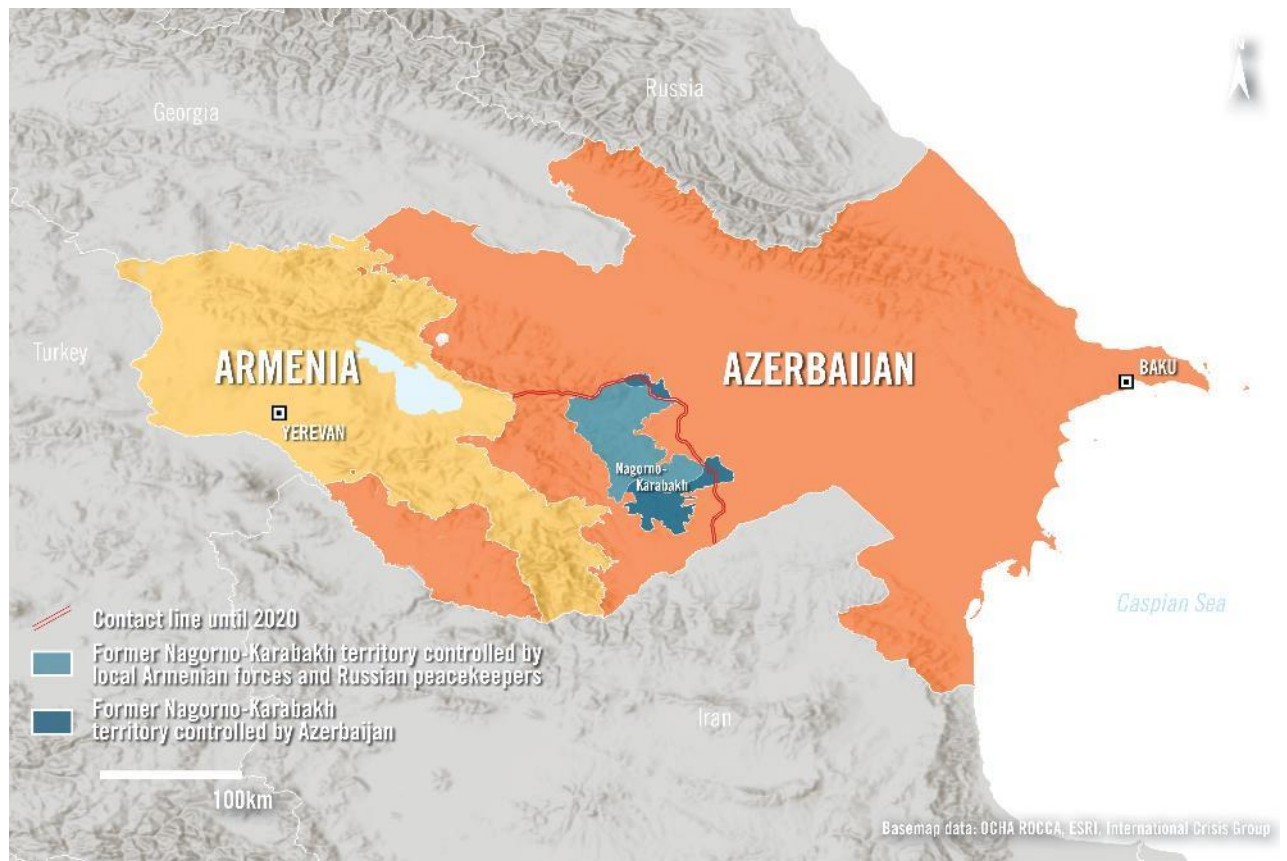 N
Russia
Georgia
Turkey
ARMENIA
AZERBAIJAN
BAKU
YEREVAN
Nagorno-
Karabakh
Caspian Sea
Contact line until 2020
Former Nagorno-Karabakh territory controlled by
local Armenian forces and Russian peacekeepers
Former Nagorno-Karabakh
territory controlled by Azerbaijan
Iran
100km
Basemap data: OCHA ROCCA, ESRI, International Crisis Group